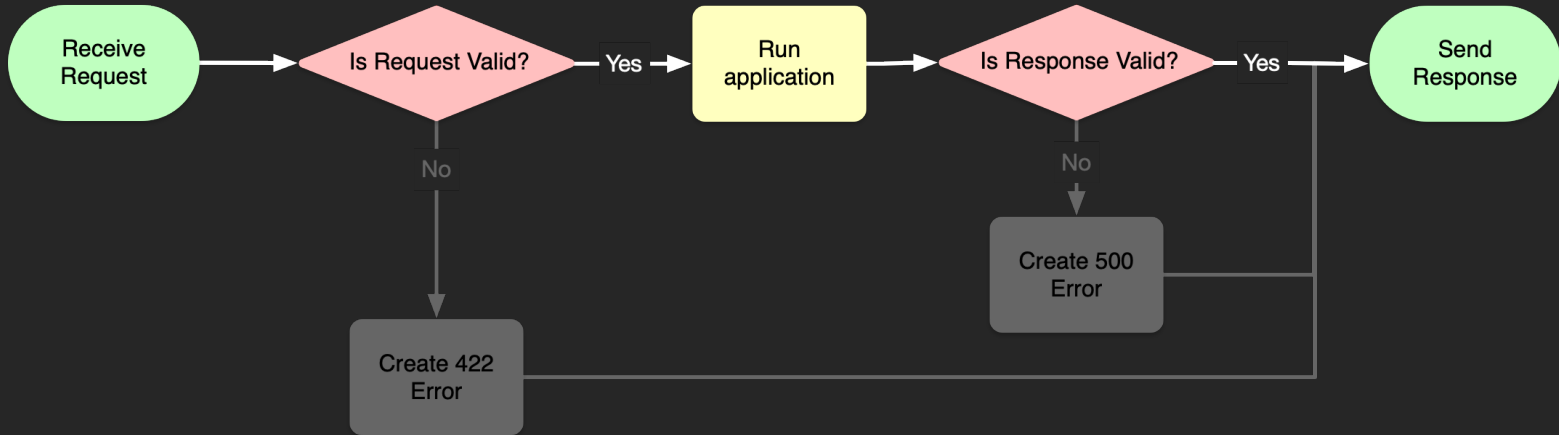 Receive
Request
Is Request Valid?
Yes
Run
application
Is Response Valid?
Yes
Send
Response
No
No
Create 500
Error
Create 422
Error